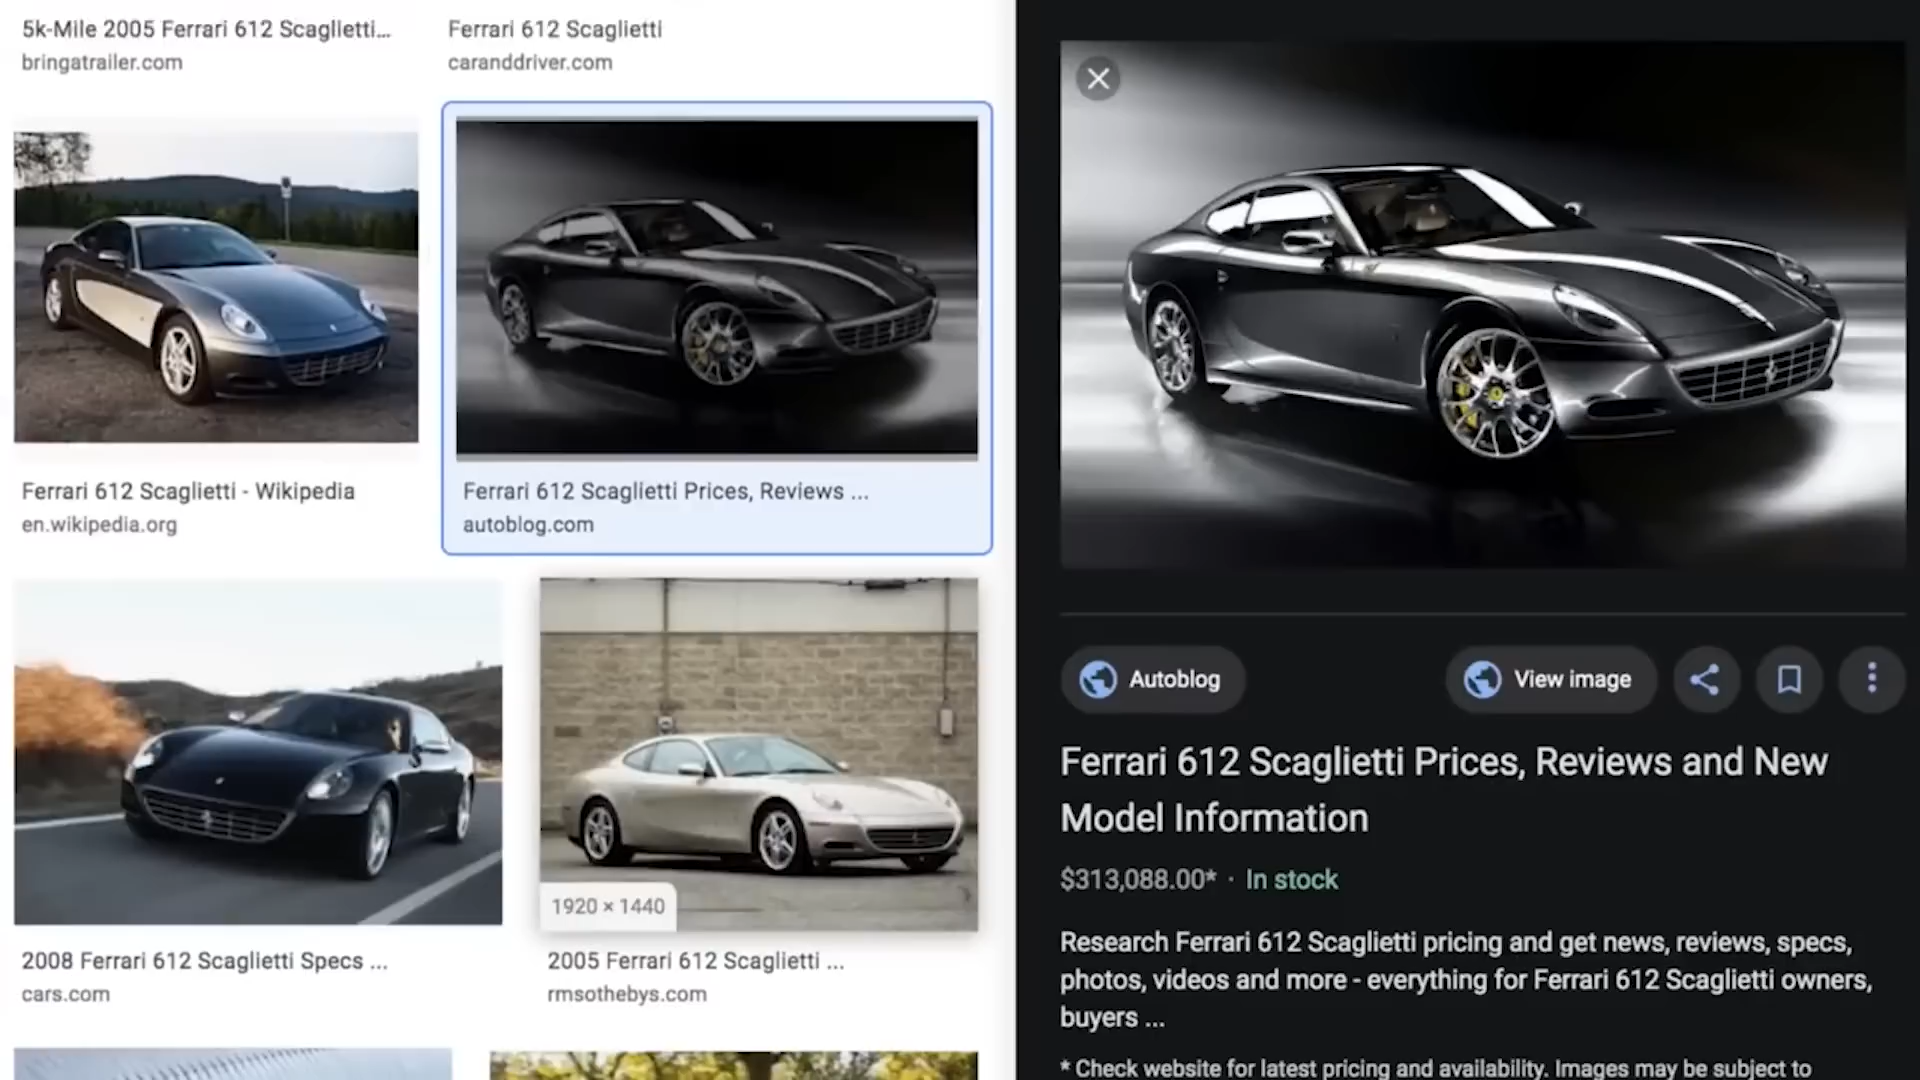 5k-Mile 2005 Ferrari 612 Scaglietti...
bringatrailer.com
Ferrari 612 Scaglietti
caranddriver.com
Ferrari 612 Scaglietti - Wikipedia
en.wikipedia.org
Ferrari 612 Scaglietti Prices, Reviews ...
autoblog.com
1920 × 1440
2008 Ferrari 612 Scaglietti Specs ...
cars.com
2005 Ferrari 612 Scaglietti ...
rmsothebys.com
Autoblog
View image
Ferrari 612 Scaglietti Prices, Reviews and New
Model Information
$313,088.00* · In stock
Research Ferrari 612 Scaglietti pricing and get news, reviews, specs,
photos, videos and more - everything for Ferrari 612 Scaglietti owners,
buyers ...
* Check website for latest pricing and availability. Images may be subject to